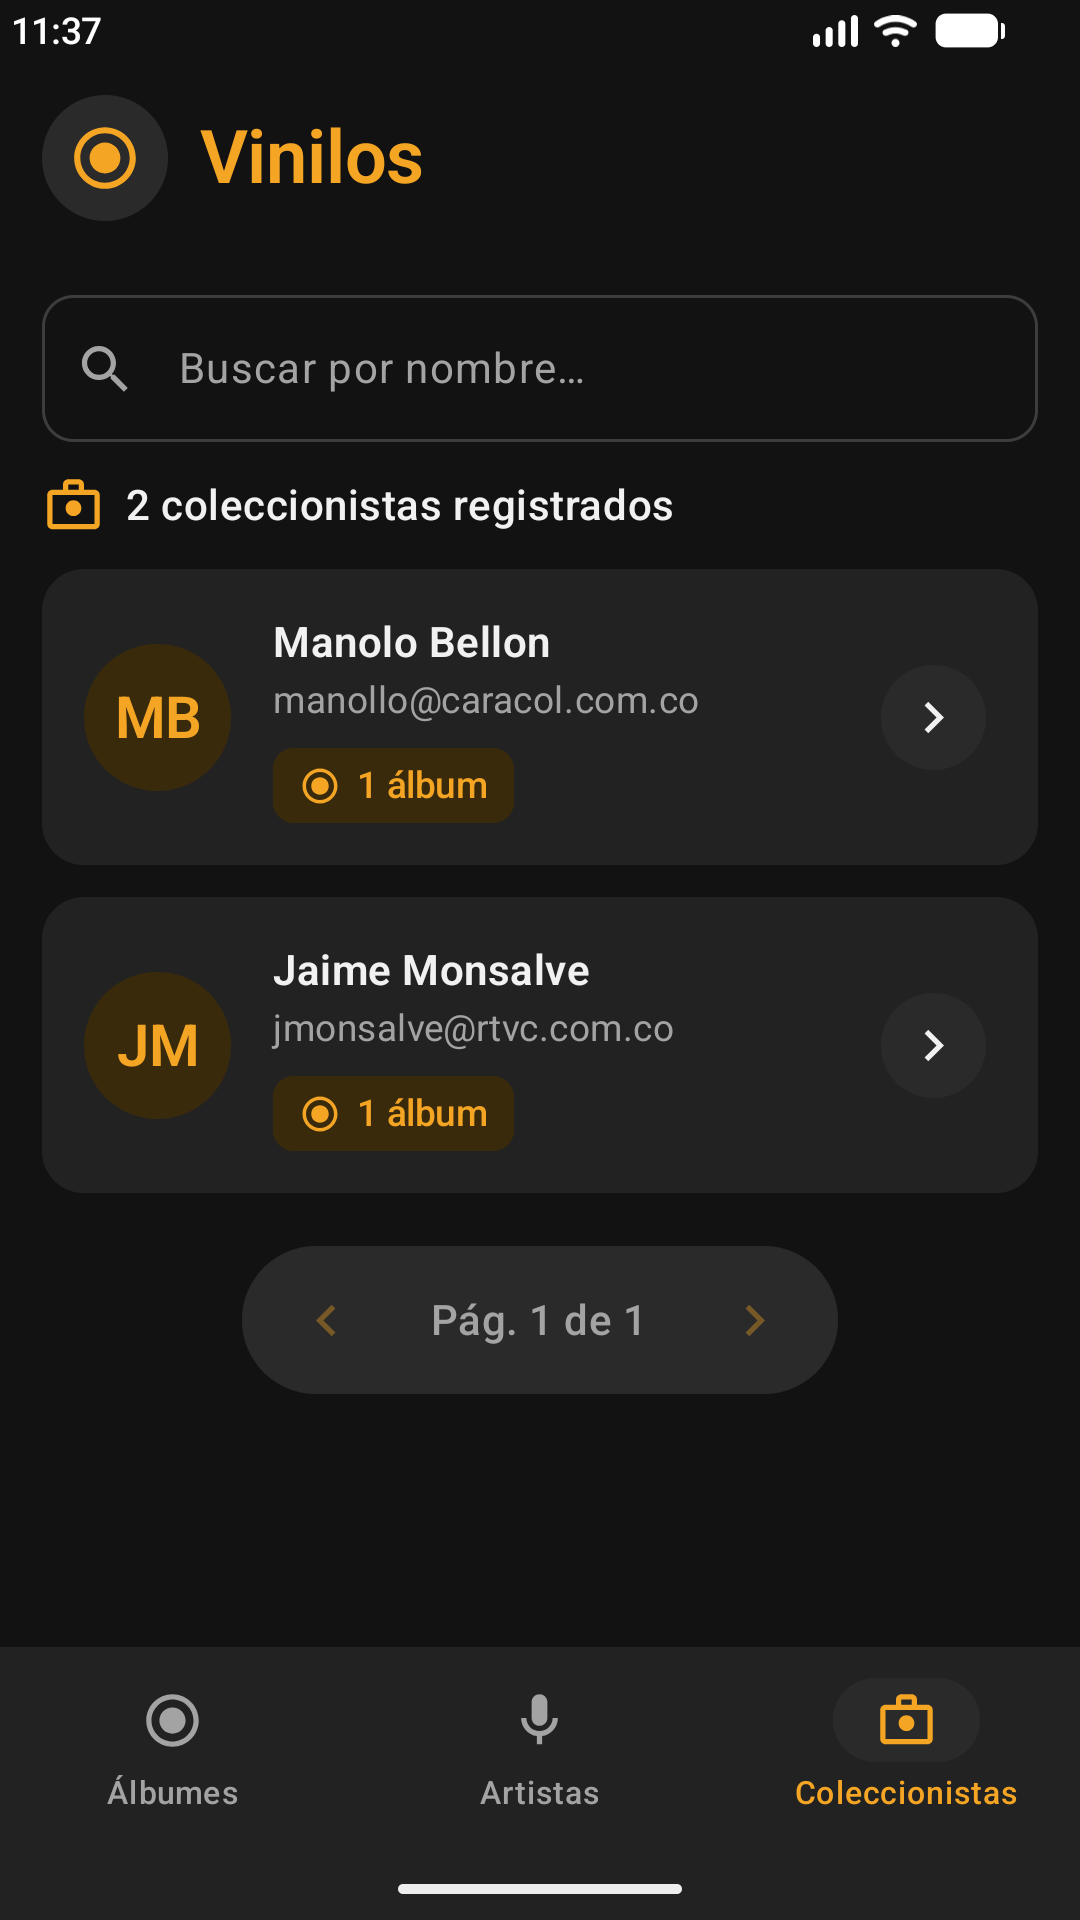 11:37
Vinilos
Buscar por nombre…
2 coleccionistas registrados
Manolo Bellon
MB
manollo@caracol.com.co
1 álbum
Jaime Monsalve
JM
jmonsalve@rtvc.com.co
1 álbum
Pág. 1 de 1
Álbumes
Artistas
Coleccionistas